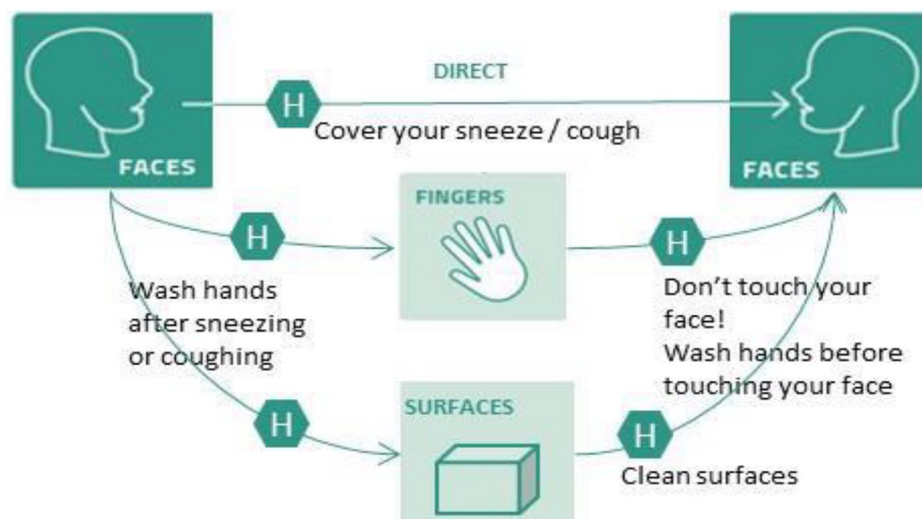 DIRECT
H
Cover your sneeze / cough
FACES
FACES
FINGERS
H
H
Wash hands
after sneezing
or coughing
Don’t touch your
face!
Wash hands before
touching your face
SURFACES
H
H
Clean surfaces